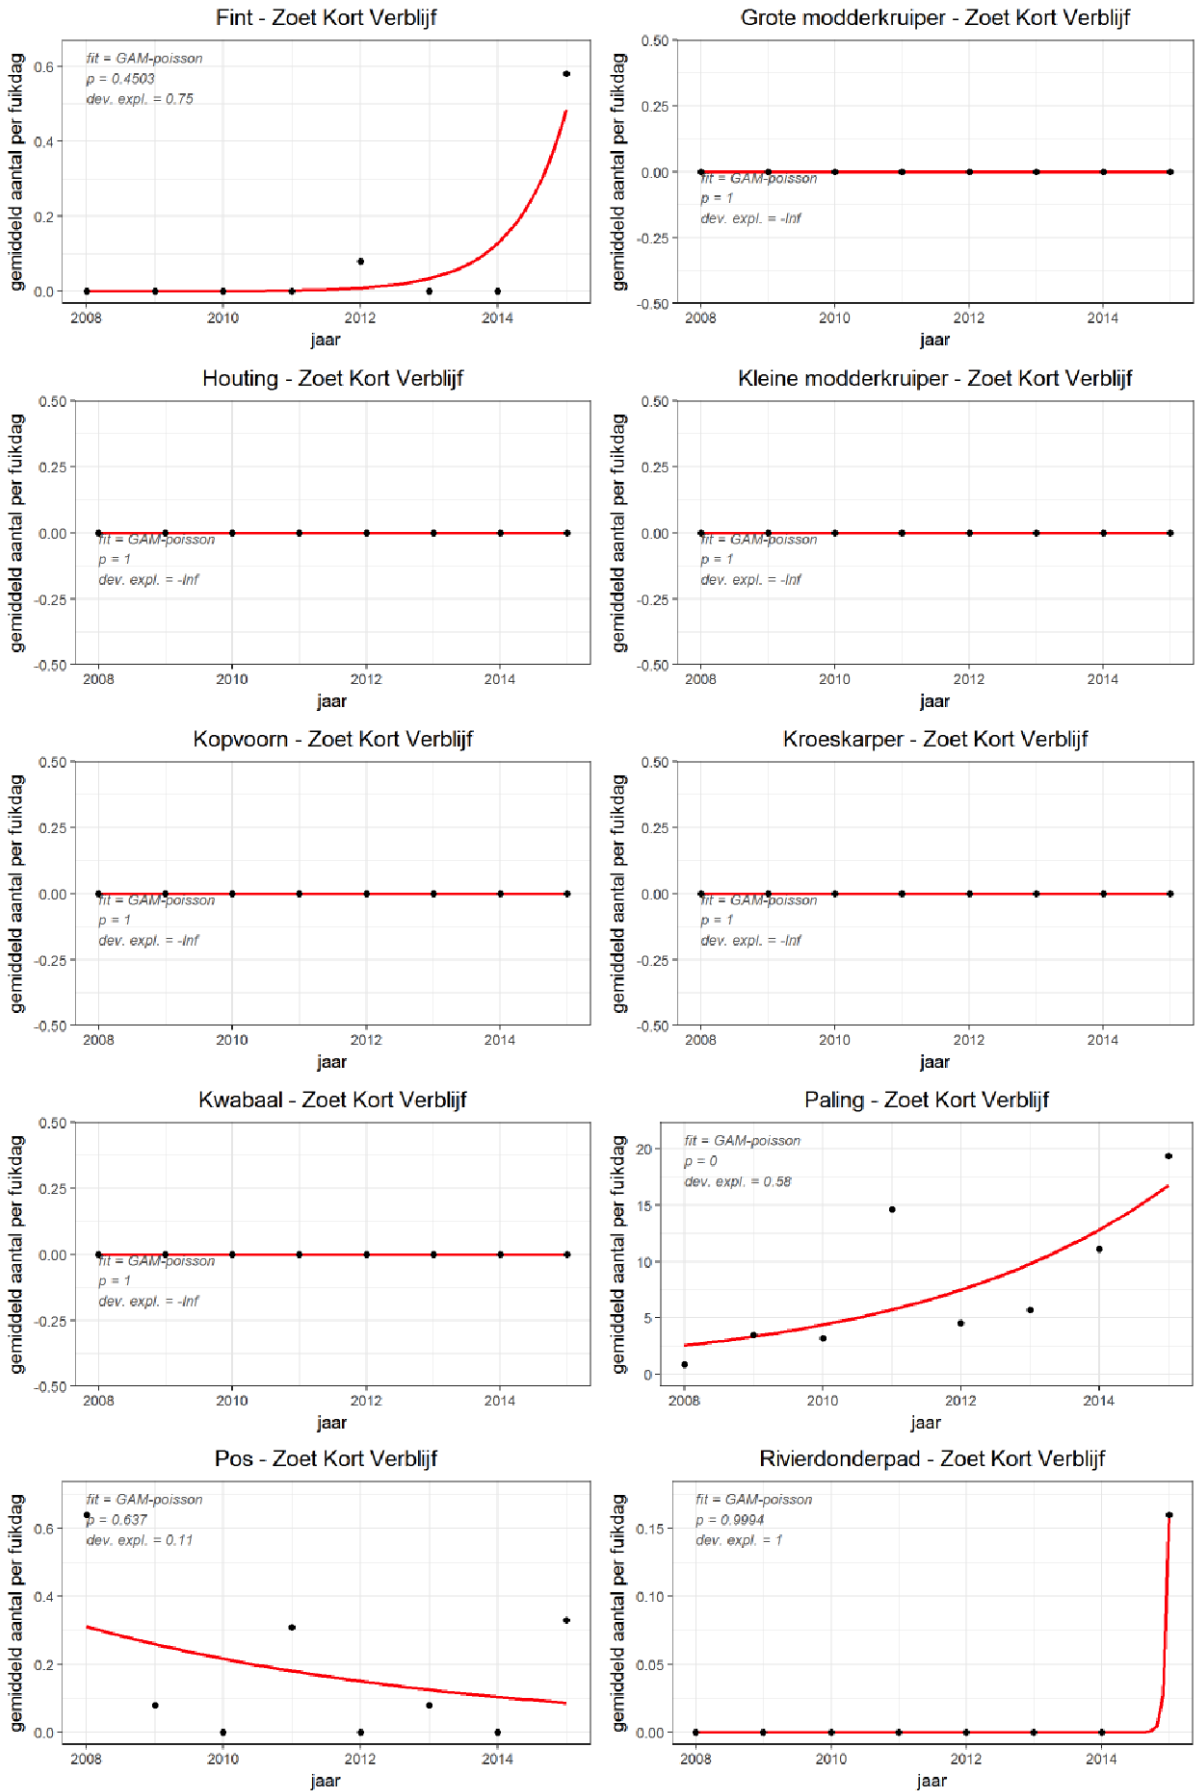 Fint - Zoet Kort Verblijf
fit = GAM-poisson
p = 0.4503
dev. expl. = 0.75
gemiddeld aantal per fuikdag
0.6
0.4
0.2
0.0
2008 2010 2012 2014
jaar
Grote modderkruiper - Zoet Kort Verblijf
gemiddeld aantal per fuikdag
0.50
0.25
0.00
-0.25
-0.50
fit = GAM-poisson
p = 1
dev. expl. = -Inf
2008 2010 2012 2014
jaar
Houting - Zoet Kort Verblijf
gemiddeld aantal per fuikdag
0.50
0.25
0.00
-0.25
-0.50
fit = GAM-poisson
p = 1
dev. expl. = -Inf
2008 2010 2012 2014
jaar
Kleine modderkruiper - Zoet Kort Verblijf
gemiddeld aantal per fuikdag
0.50
0.25
0.00
-0.25
-0.50
fit = GAM-poisson
p = 1
dev. expl. = -Inf
2008 2010 2012 2014
jaar
Kopvoorn - Zoet Kort Verblijf
gemiddeld aantal per fuikdag
0.50
0.25
0.00
-0.25
-0.50
fit = GAM-poisson
p = 1
dev. expl. = -Inf
2008 2010 2012 2014
jaar
Kroeskarper - Zoet Kort Verblijf
gemiddeld aantal per fuikdag
0.50
0.25
0.00
-0.25
-0.50
fit = GAM-poisson
p = 1
dev. expl. = -Inf
2008 2010 2012 2014
jaar
Kwabaal - Zoet Kort Verblijf
gemiddeld aantal per fuikdag
0.50
0.25
0.00
-0.25
-0.50
fit = GAM-poisson
p = 1
dev. expl. = -Inf
2008 2010 2012 2014
jaar
Paling - Zoet Kort Verblijf
fit = GAM-poisson
p = 0
dev. expl. = 0.58
gemiddeld aantal per fuikdag
20
15
10
5
0
2008 2010 2012 2014
jaar
Pos - Zoet Kort Verblijf
fit = GAM-poisson
p = 0.637
dev. expl. = 0.11
gemiddeld aantal per fuikdag
0.6
0.4
0.2
0.0
2008 2010 2012 2014
jaar
Rivierdonderpad - Zoet Kort Verblijf
fit = GAM-poisson
p = 0.9994
dev. expl. = 1
gemiddeld aantal per fuikdag
0.15
0.10
0.05
0.00
2008 2010 2012 2014
jaar